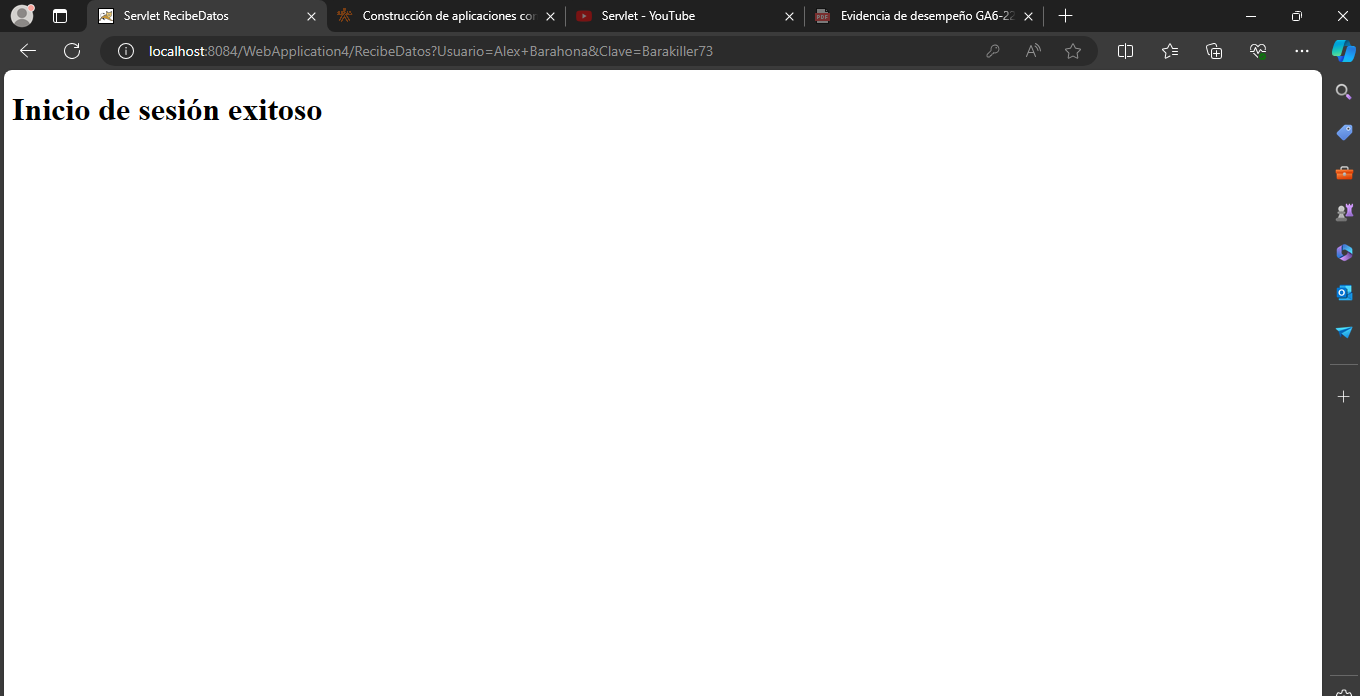 Servlet RecibeDatos
Construcción de aplicaciones cor
Servlet - YouTube
PDF
Evidencia de desempeño GA6-22
localhost:8084/WebApplication4/RecibeDatos?Usuario=Alex+Barahona&Clave=Barakiller73
Inicio de sesión exitoso